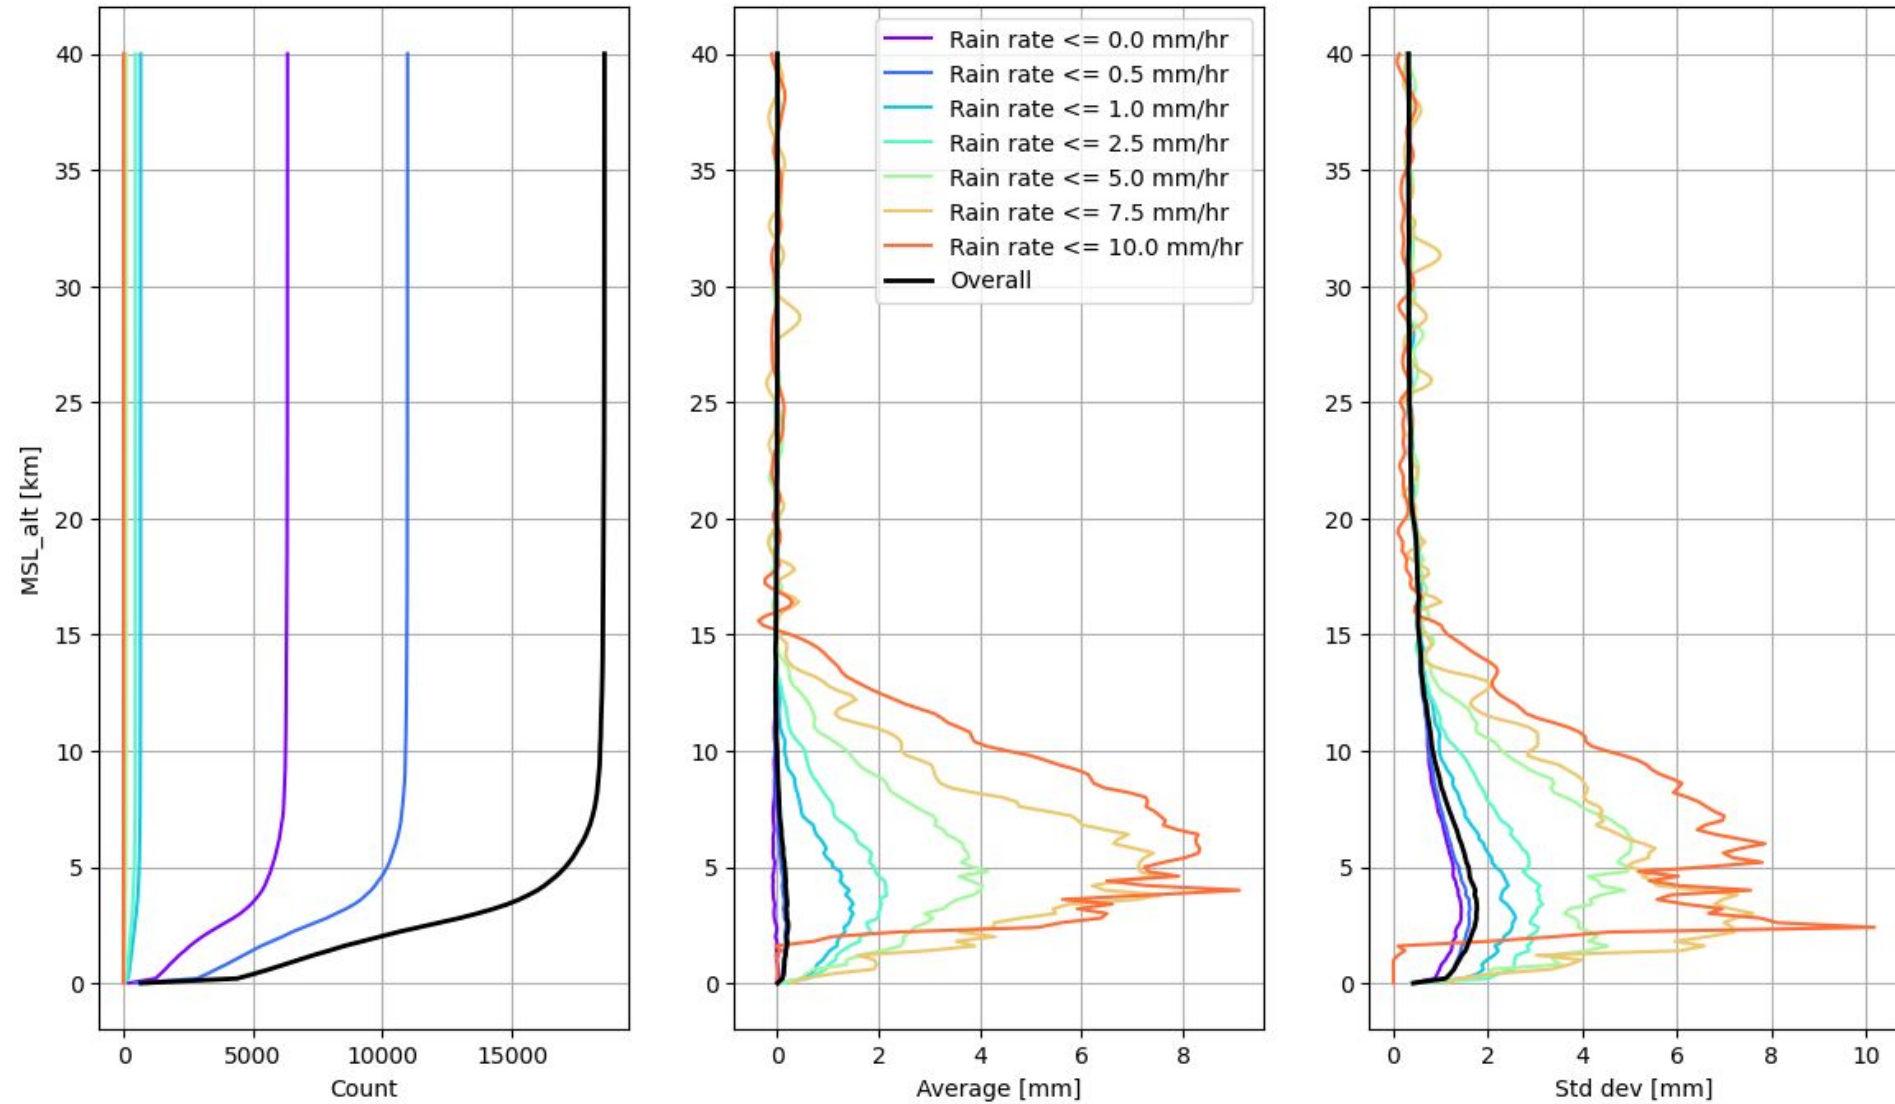 MSL_alt [km]
40
35
30
25
20
15
10
5
0
0 5000 10000 15000
Count
40
35
30
25
20
15
10
5
0
Rain rate <= 0.0 mm/hr
Rain rate <= 0.5 mm/hr
Rain rate <= 1.0 mm/hr
Rain rate <= 2.5 mm/hr
Rain rate <= 5.0 mm/hr
Rain rate <= 7.5 mm/hr
Rain rate <= 10.0 mm/hr
Overall
0 2 4 6 8
Average [mm]
40
35
30
25
20
15
10
5
0
0 2 4 6 8 10
Std dev [mm]